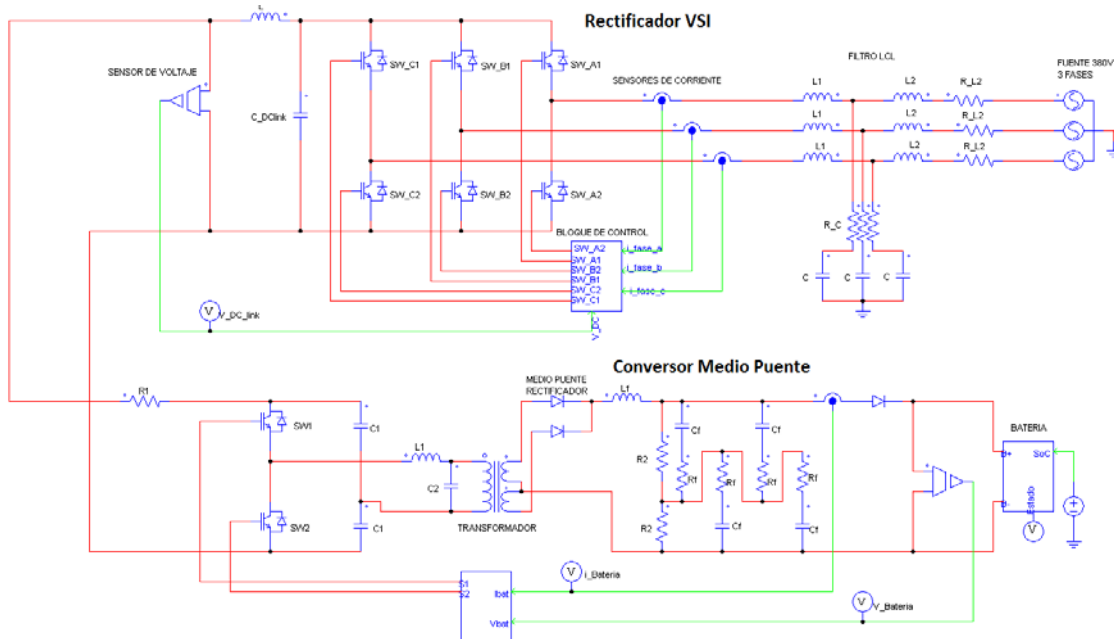 Rectificador VSI
L
SENSOR DE VOLTAJE
C_DClink
SW_C1
SW_B1
SW_A1
SENSORES DE CORRIENTE
FILTRO LCL
FUENTE 380V
3 FASES
L1
L2
R_L2
L1
L2
R_L2
L1
L2
R_L2
SW_C2
SW_B2
SW_A2
R_C
C
C
C
BLOQUE DE CONTROL
SW_A2
SW_A1
SW_B2
SW_B1
SW_C2
SW_C1
i_fase_a
i_fase_b
i_fase_c
V_DC
V
V_DC_link
Conversor Medio Puente
R1
SW1
SW2
C1
C1
L1
C2
TRANSFORMADOR
MEDIO PUENTE
RECTIFICADOR
Lf
R2
R2
Cf
Rf
Rf
Cf
Cf
Rf
Rf
Cf
BATERIA
B+
B-
SoC
Estado
V
S1
S2
Ibat
Vbat
V
i_Bateria
V
V_Bateria